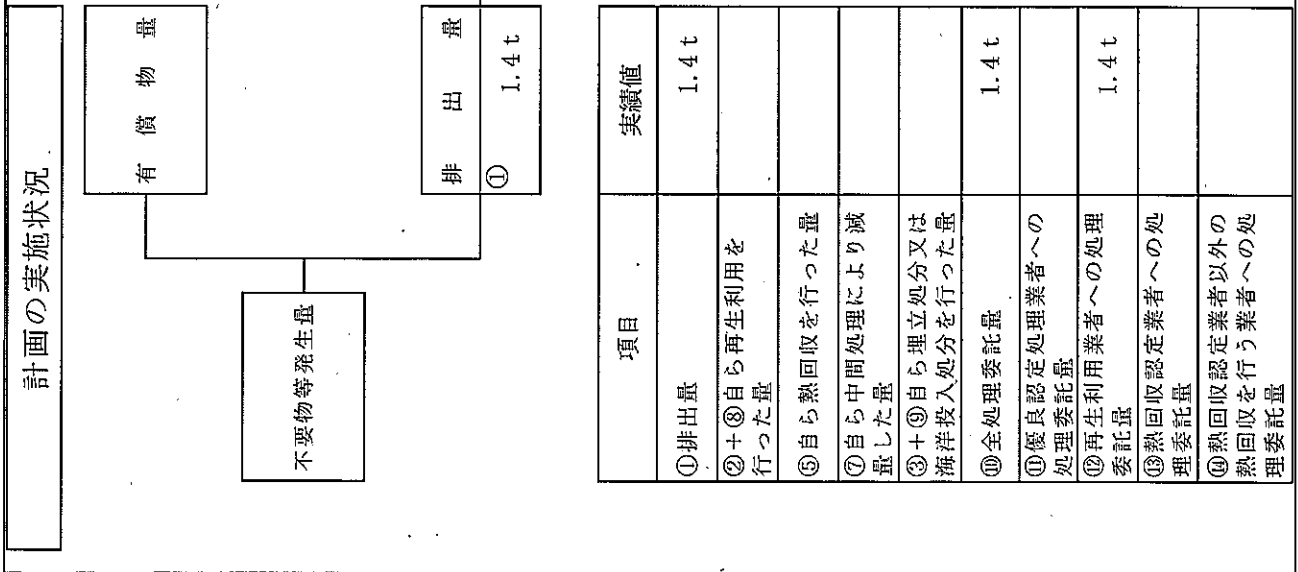 計画の実施状況
有償物量
不要物等発生量
排出量
①
1.4t
項目
実績値
①排出量
1.4t
②+⑧自ら再生利用を
行った量
⑤自ら熱回収を行った量
⑦自ら中間処理により減
量した量
③+⑨自ら埋立処分又は
海洋投入処分を行った量
⑩全処理委託量
1.4t
⑪優良認定処理業者への
処理委託量
⑫再生利用業者への処理
委託量
1.4t
⑬熱回収認定業者への処
理委託量
⑭熱回収認定業者以外の
熱回収を行う業者への処
理委託量